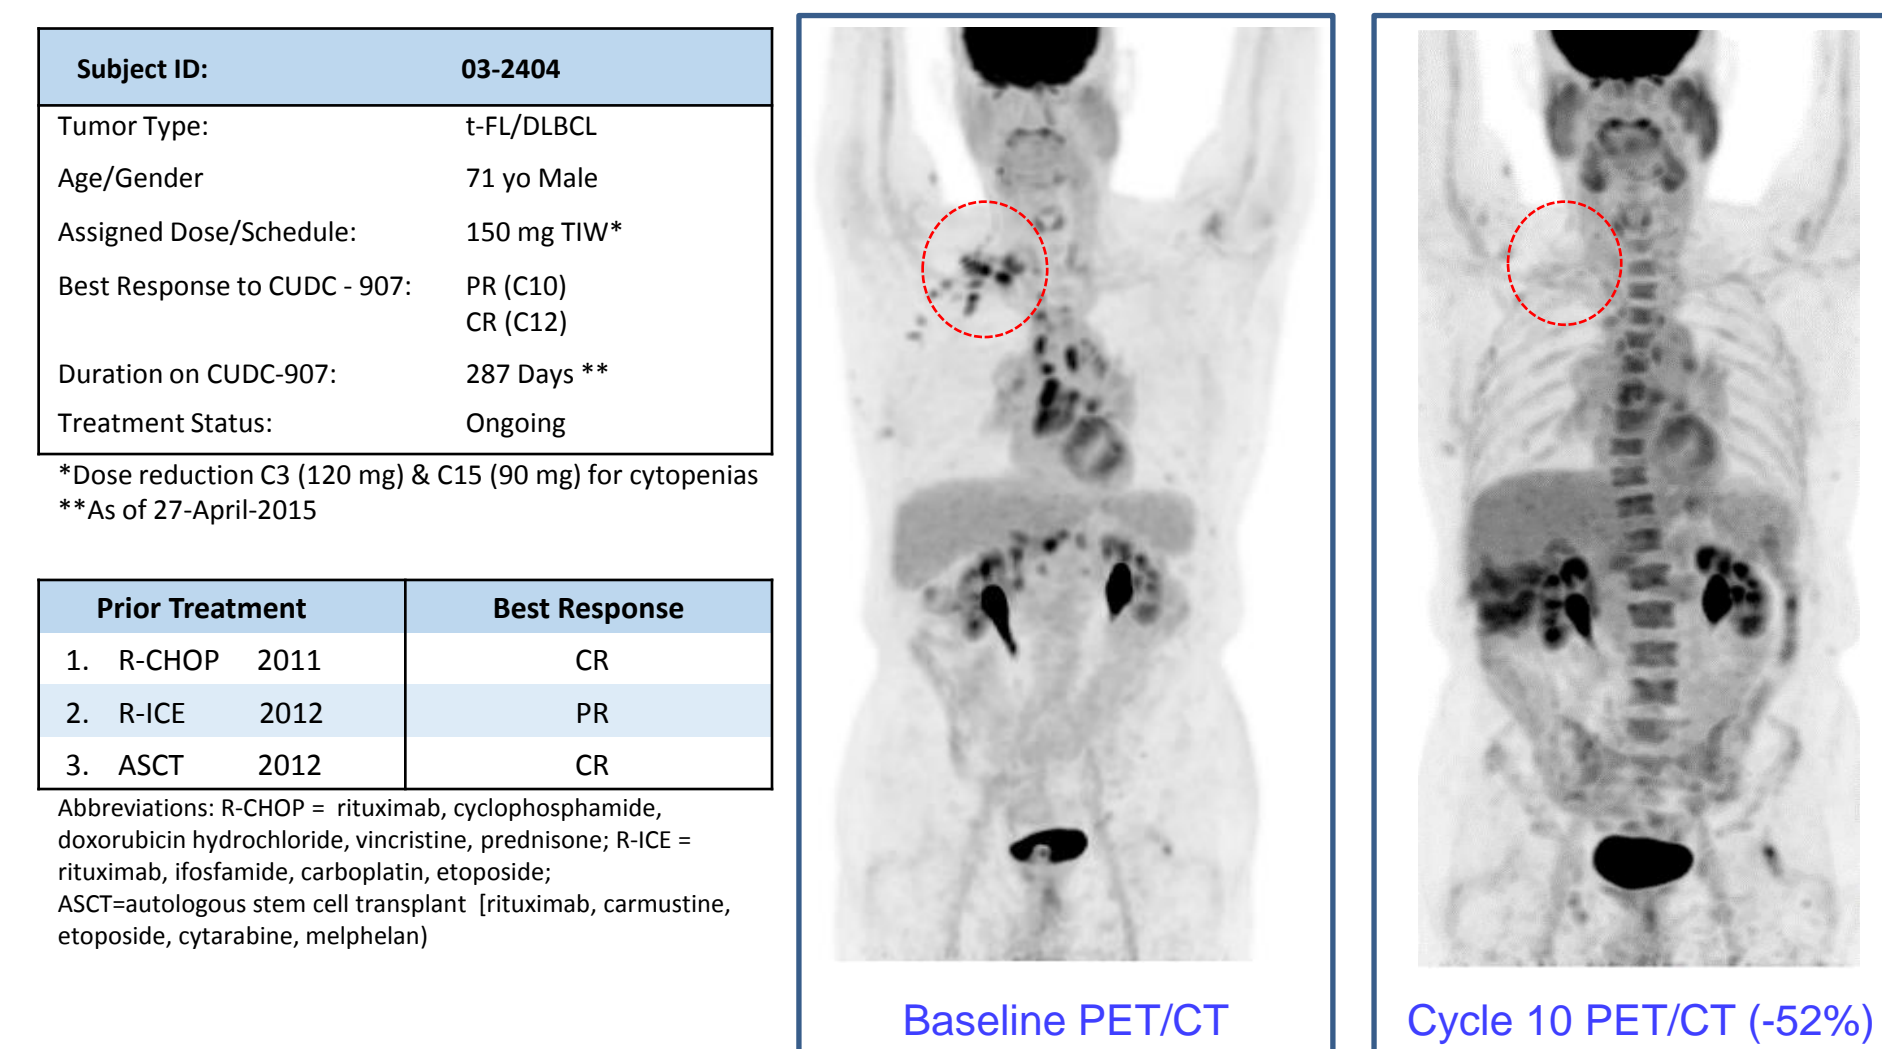 Subject ID: 03-2404
Tumor Type: t-FL/DLBCL
Age/Gender 71 yo Male
Assigned Dose/Schedule: 150 mg TIW*
Best Response to CUDC - 907: PR (C10)
CR (C12)
Duration on CUDC-907: 287 Days **
Treatment Status: Ongoing
*Dose reduction C3 (120 mg) & C15 (90 mg) for cytopenias
**As of 27-April-2015
Prior Treatment Best Response
1. R-CHOP 2011 CR
2. R-ICE 2012 PR
3. ASCT 2012 CR
Abbreviations: R-CHOP = rituximab, cyclophosphamide,
doxorubicin hydrochloride, vincristine, prednisone; R-ICE =
rituximab, ifosfamide, carboplatin, etoposide;
ASCT=autologous stem cell transplant [rituximab, carmustine,
etoposide, cytarabine, melphelan)
Baseline PET/CT
Cycle 10 PET/CT (-52%)